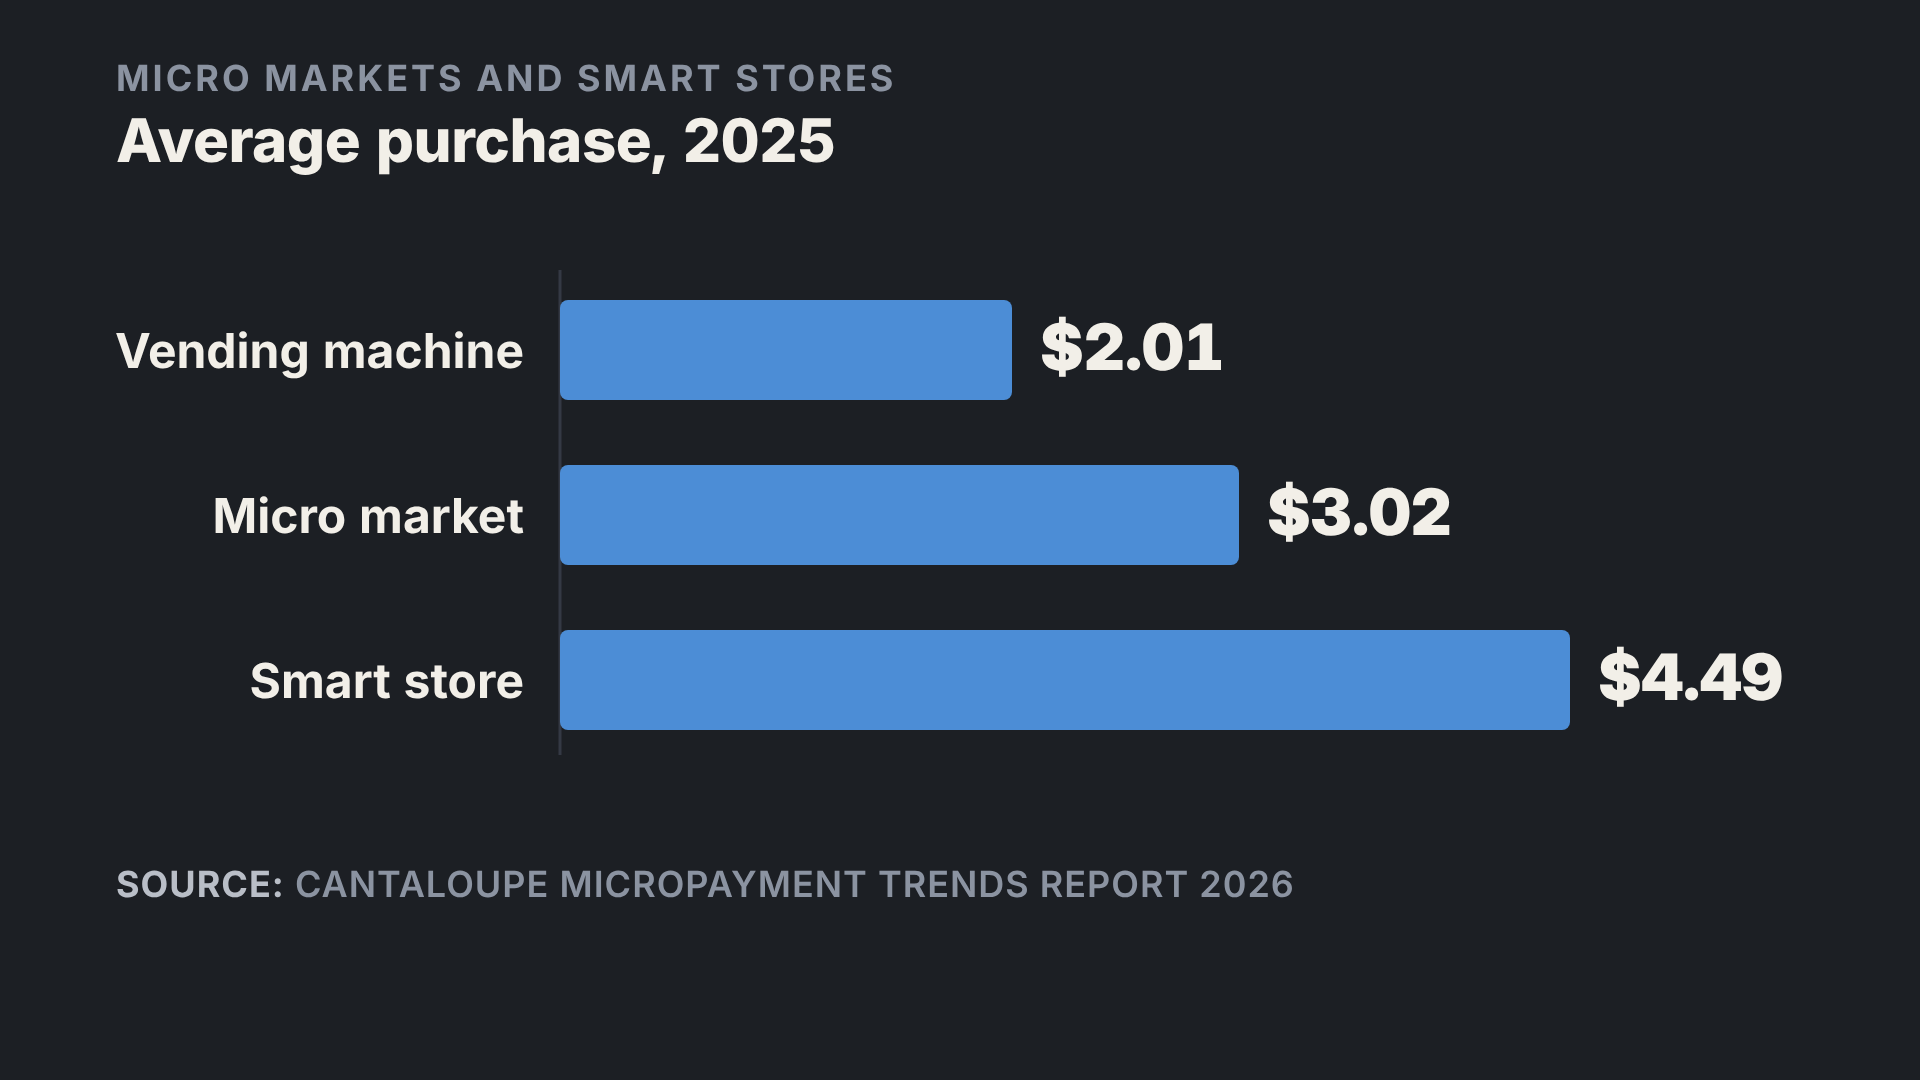 MICRO MARKETS AND SMART STORES
Average purchase, 2025
Vending machine $2.01
Micro market $3.02
Smart store $4.49
SOURCE: CANTALOUPE MICROPAYMENT TRENDS REPORT 2026